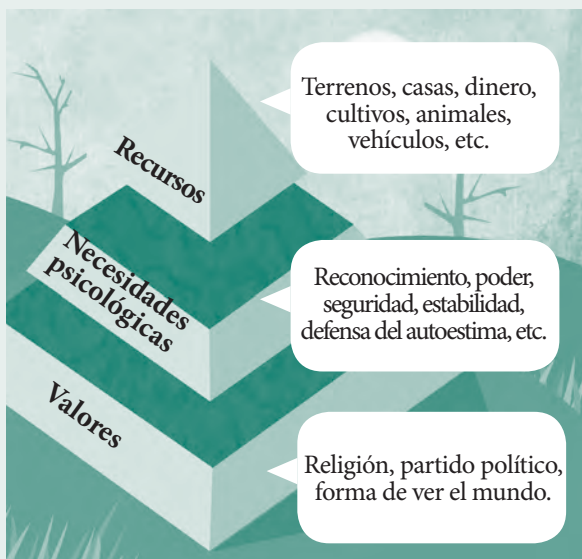 Recursos
Terrenos, casas, dinero,
cultivos, animales,
vehículos, etc.
Necesidades
psicológicas
Reconocimiento, poder,
seguridad, estabilidad,
defensa del autoestima, etc.
Valores
Religión, partido político,
forma de ver el mundo.